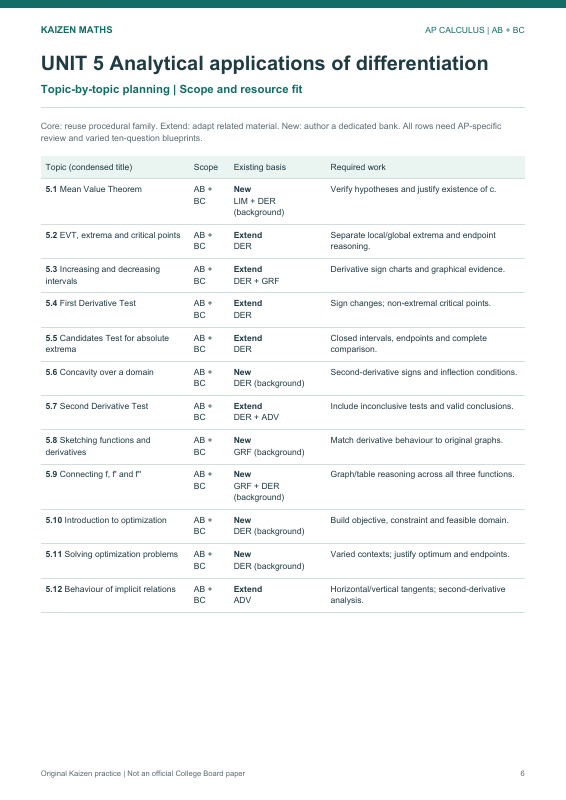 KAIZEN MATHS
AP CALCULUS | AB + BC
UNIT 5 Analytical applications of differentiation
Topic-by-topic planning | Scope and resource fit
Core: reuse procedural family. Extend: adapt related material. New: author a dedicated bank. All rows need AP-specific
review and varied ten-question blueprints.
Topic (condensed title) Scope Existing basis Required work
5.1 Mean Value Theorem AB + New Verify hypotheses and justify existence of c.
BC LIM + DER
(background)
5.2 EVT, extrema and critical points AB + Extend Separate local/global extrema and endpoint
BC DER reasoning.
5.3 Increasing and decreasing AB + Extend Derivative sign charts and graphical evidence.
intervals BC DER + GRF
5.4 First Derivative Test AB + Extend Sign changes; non-extremal critical points.
BC DER
5.5 Candidates Test for absolute AB + Extend Closed intervals, endpoints and complete
extrema BC DER comparison.
5.6 Concavity over a domain AB + New Second-derivative signs and inflection conditions.
BC DER (background)
5.7 Second Derivative Test AB + Extend Include inconclusive tests and valid conclusions.
BC DER + ADV
5.8 Sketching functions and AB + New Match derivative behaviour to original graphs.
derivatives BC GRF (background)
5.9 Connecting f, f' and f'' AB + New Graph/table reasoning across all three functions.
BC GRF + DER
(background)
5.10 Introduction to optimization AB + New Build objective, constraint and feasible domain.
BC DER (background)
5.11 Solving optimization problems AB + New Varied contexts; justify optimum and endpoints.
BC DER (background)
5.12 Behaviour of implicit relations AB + Extend Horizontal/vertical tangents; second-derivative
BC ADV analysis.
Original Kaizen practice | Not an official College Board paper
6